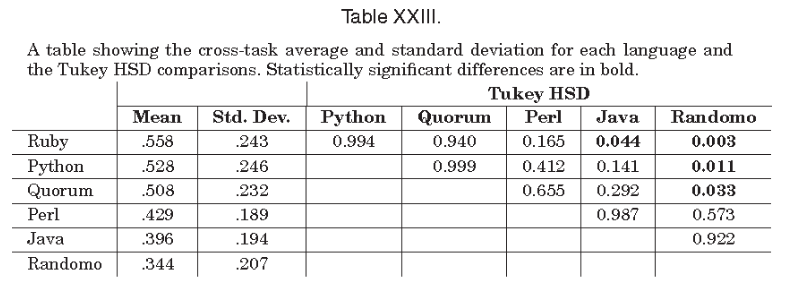 Table XXIII.
A table showing the cross-task average and standard deviation for each language and
the Tukey HSD comparisons. Statistically significant differences are in bold.
Tukey HSD
Mean Std. Dev. Python Quorum Perl Java Randomo
Ruby .558 .243 0.994 0.940 0.165 0.044 0.003
Python .528 .246 0.999 0.412 0.141 0.011
Quorum .508 .232 0.655 0.292 0.033
Perl .429 .189 0.987 0.573
Java .396 .194 0.922
Randomo .344 .207